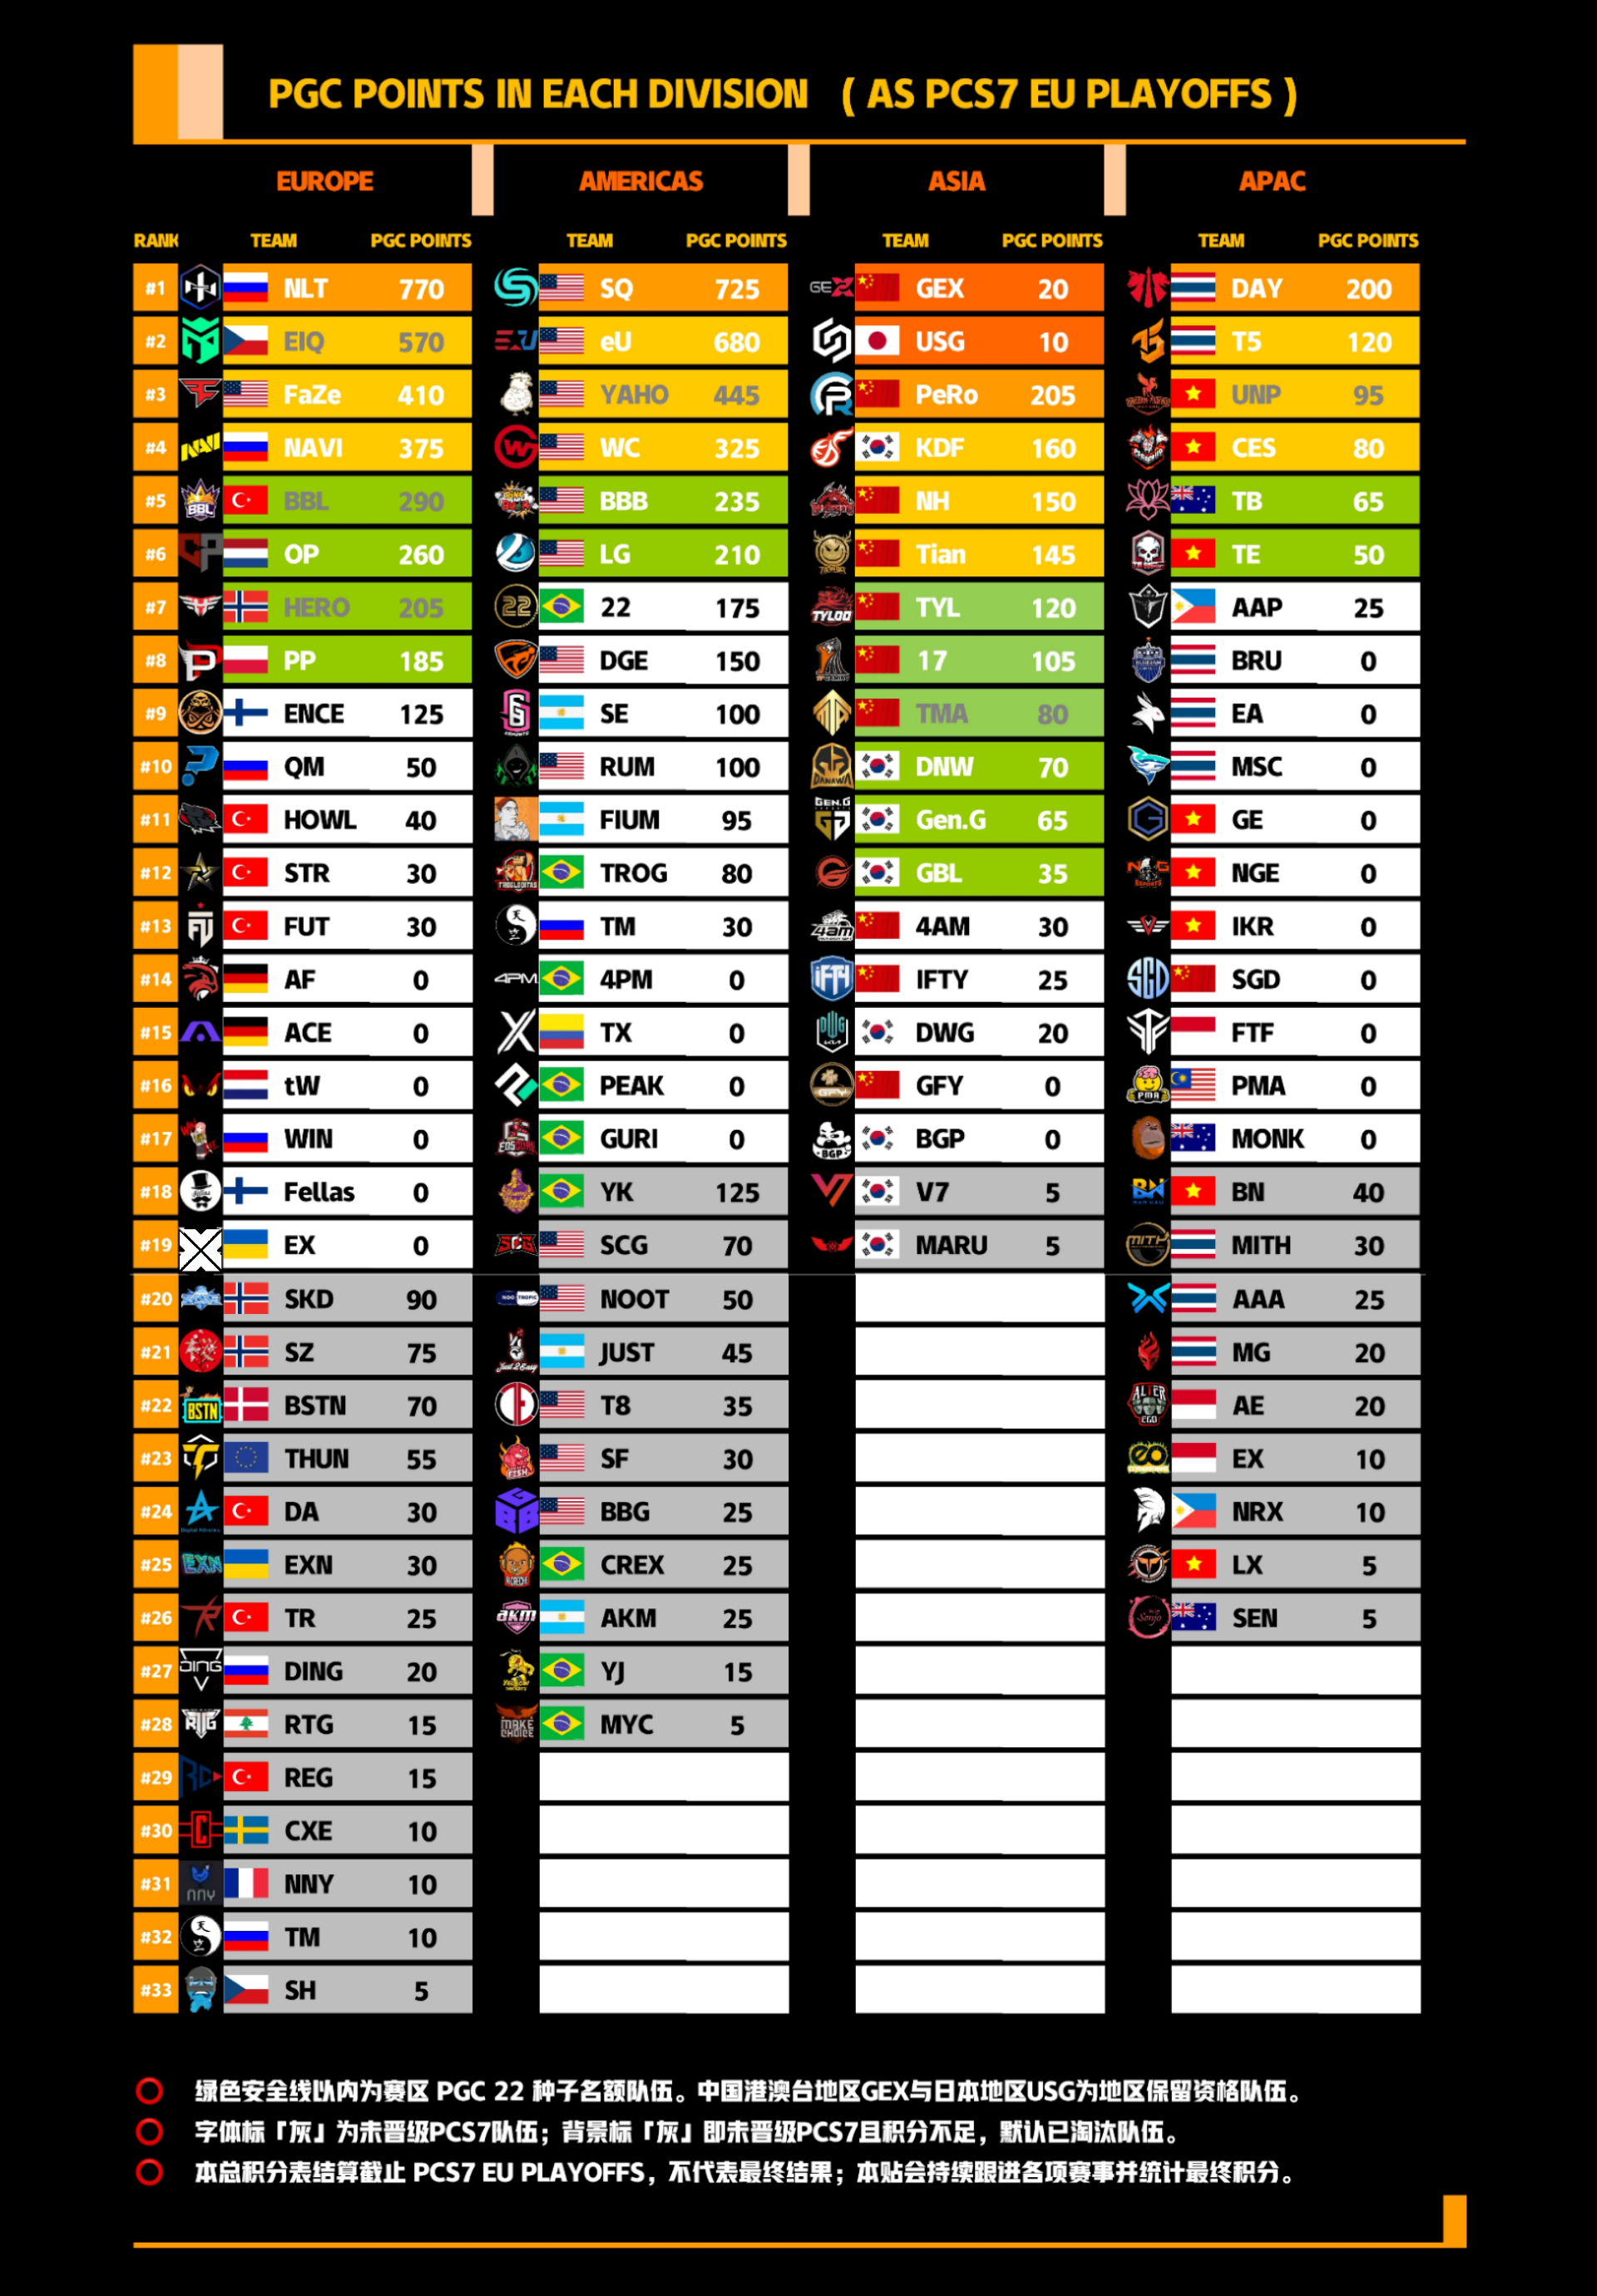 PGC POINTS IN EACH DIVISION ( AS PCS7 EU PLAYOFFS )
EUROPE AMERICAS ASIA APAC
RANK TEAM PGC POINTS TEAM PGC POINTS TEAM PGC POINTS TEAM PGC POINTS
#1 NLT 770 SQ 725 GEX 20 DAY 200
#2 EIQ 570 eU 680 USG 10 T5 120
#3 FaZe 410 YAHO 445 PeRo 205 UNP 95
#4 NAVI 375 WC 325 KDF 160 CES 80
#5 BBL 290 BBB 235 NH 150 TB 65
#6 OP 260 LG 210 Tian 145 TE 50
#7 HERO 205 22 175 TYL 120 AAP 25
#8 PP 185 DGE 150 17 105 BRU 0
#9 ENCE 125 SE 100 TMA 80 EA 0
#10 QM 50 RUM 100 DNW 70 MSC 0
#11 HOWL 40 FIUM 95 Gen.G 65 GE 0
#12 STR 30 TROG 80 GBL 35 NGE 0
#13 FUT 30 TM 30 4AM 30 IKR 0
#14 AF 0 4PM 0 IFTY 25 SGD 0
#15 ACE 0 TX 0 DWG 20 FTF 0
#16 tW 0 PEAK 0 GFY 0 PMA 0
#17 WIN 0 GURI 0 BGP 0 MONK 0
#18 Fellas 0 YK 125 V7 5 BN 40
#19 EX 0 SCG 70 MARU 5 MITH 30
#20 SKD 90 NOOT 50 AAA 25
#21 SZ 75 JUST 45 MG 20
#22 BSTN 70 T8 35 AE 20
#23 THUN 55 SF 30 EX 10
#24 DA 30 BBG 25 NRX 10
#25 EXN 30 CREX 25 LX 5
#26 TR 25 AKM 25 SEN 5
#27 DING 20 YJ 15
#28 RTG 15 MYC 5
#29 REG 15
#30 CXE 10
#31 NNY 10
#32 TM 10
#33 SH 5
绿色安全线以内为赛区 PGC 22 种子名额队伍。中国港澳台地区GEX与日本地区USG为地区保留资格队伍。
字体标「灰」为未晋级PCS7队伍；背景标「灰」即未晋级PCS7且积分不足，默认已淘汰队伍。
本总积分表结算截止 PCS7 EU PLAYOFFS，不代表最终结果；本贴会持续跟进各项赛事并统计最终积分。